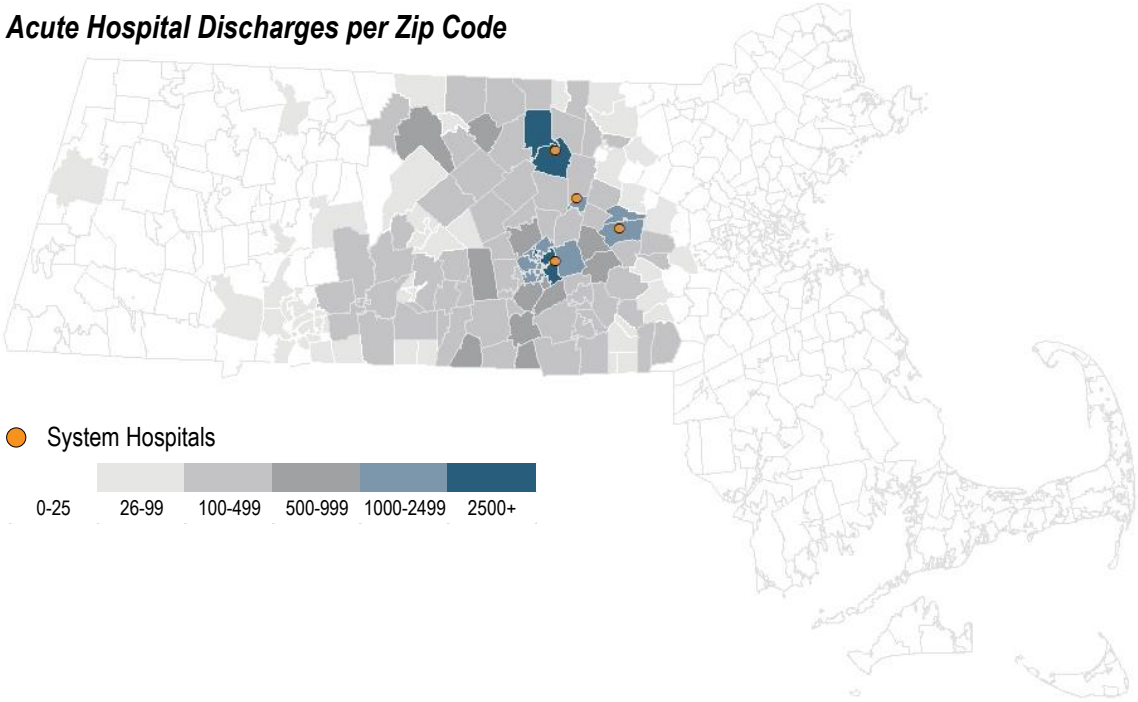 Acute Hospital Discharges per Zip Code
System Hospitals
0-25 26-99 100-499 500-999 1000-2499 2500+